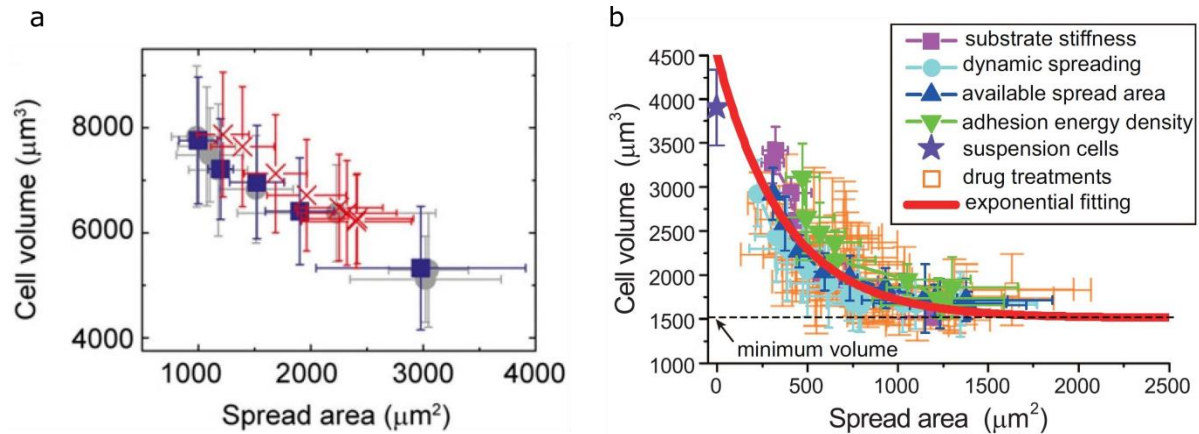 a
Cell volume (μm³)
8000
6000
4000
1000 2000 3000 4000
Spread area (μm²)
b
Cell volume (μm³)
4500
4000
3500
3000
2500
2000
1500
1000
substrate stiffness
dynamic spreading
available spread area
adhesion energy density
suspension cells
drug treatments
exponential fitting
minimum volume
0 500 1000 1500 2000 2500
Spread area (μm²)